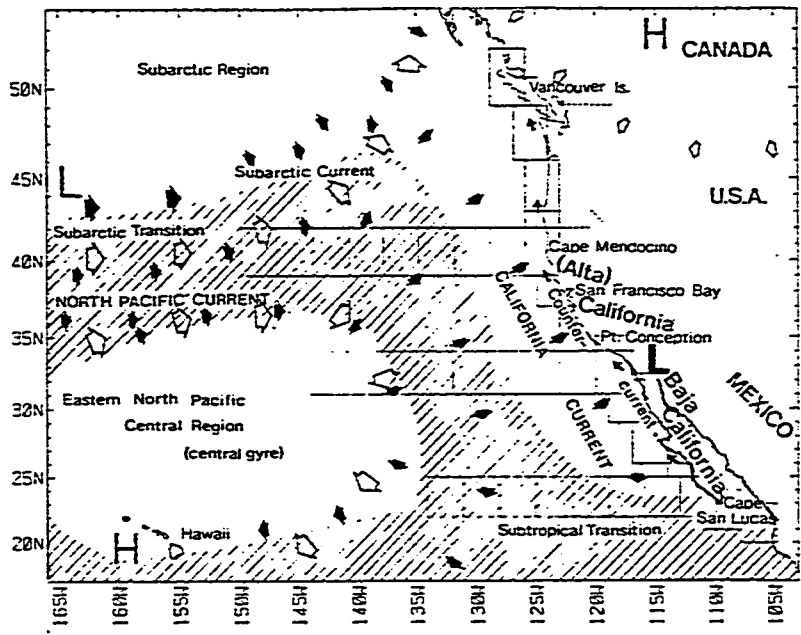 H CANADA
Subarctic Region
50N
Vancouver Is.
Subarctic Current
45N
L
U.S.A.
Subarctic Transition
Cape Mendocino
40N
(Alta)
San Francisco Bay
NORTH PACIFIC CURRENT
California
CALIFORNIA
Counter-
35N
Pt. Conception
L
Baja
MEXICO
Eastern North Pacific
30N
Central Region
(central gyre)
CURRENT
current
California
25N
Cape
San Lucas
Hawaii
H
Subtropical Transition
20N
165W 160W 155W 150W 145W 140W 135W 130W 125W 120W 115W 110W 105W